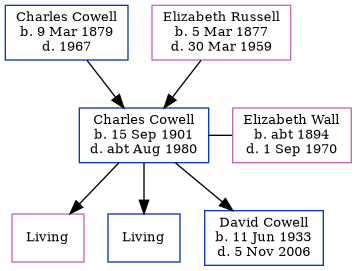 Charles Cowell
b. 9 Mar 1879
d. 1967
Elizabeth Russell
b. 5 Mar 1877
d. 30 Mar 1959
Charles Cowell
b. 15 Sep 1901
d. abt Aug 1980
Elizabeth Wall
b. abt 1894
d. 1 Sep 1970
Living
Living
David Cowell
b. 11 Jun 1933
d. 5 Nov 2006